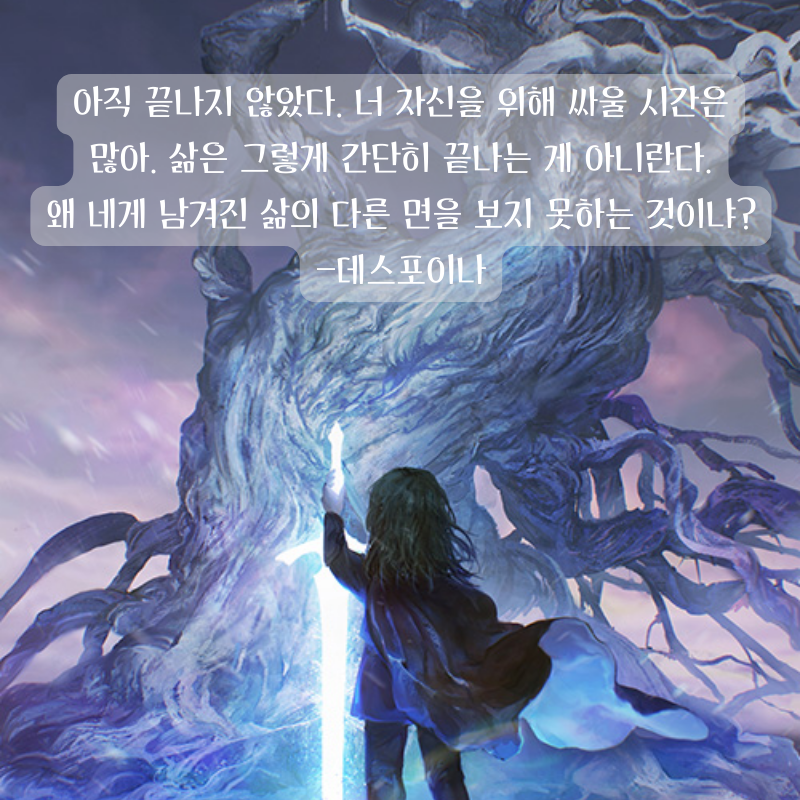 아직 끝나지 않았다. 너 자신을 위해 싸울 시간은
많아. 삶은 그렇게 간단히 끝나는 게 아니란다.
왜 네게 남겨진 삶의 다른 면을 보지 못하는 것이냐?
-데스포이나